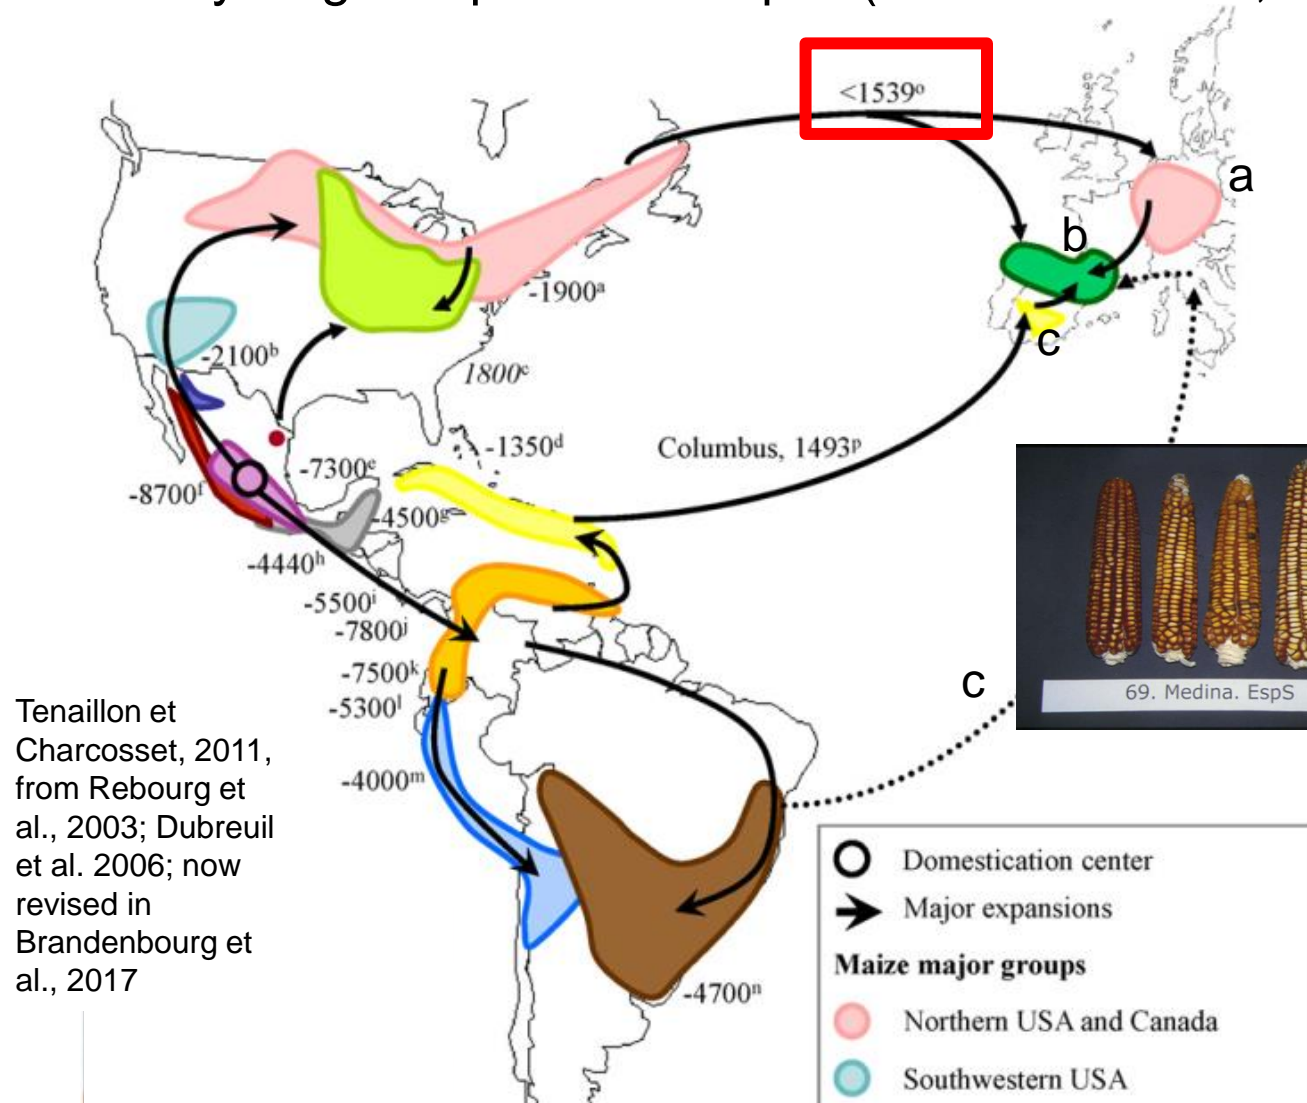 <1539ᵒ
a
b
-1900ᵃ
c
-2100ᵇ
1800ᶜ
-1350ᵈ
Columbus, 1493ᵖ
-7300ᵉ
-8700ᶠ
-4500ᵍ
-4440ʰ
-5500ⁱ
-7800ʲ
-7500ᵏ
c
69. Medina. EspS
-5300ˡ
Tenaillon et
Charcosset, 2011,
from Rebourg et
al., 2003; Dubreuil
et al. 2006; now
revised in
Brandenbourg et
al., 2017
-4000ᵐ
-4700ⁿ
Domestication center
Major expansions
Maize major groups
Northern USA and Canada
Southwestern USA